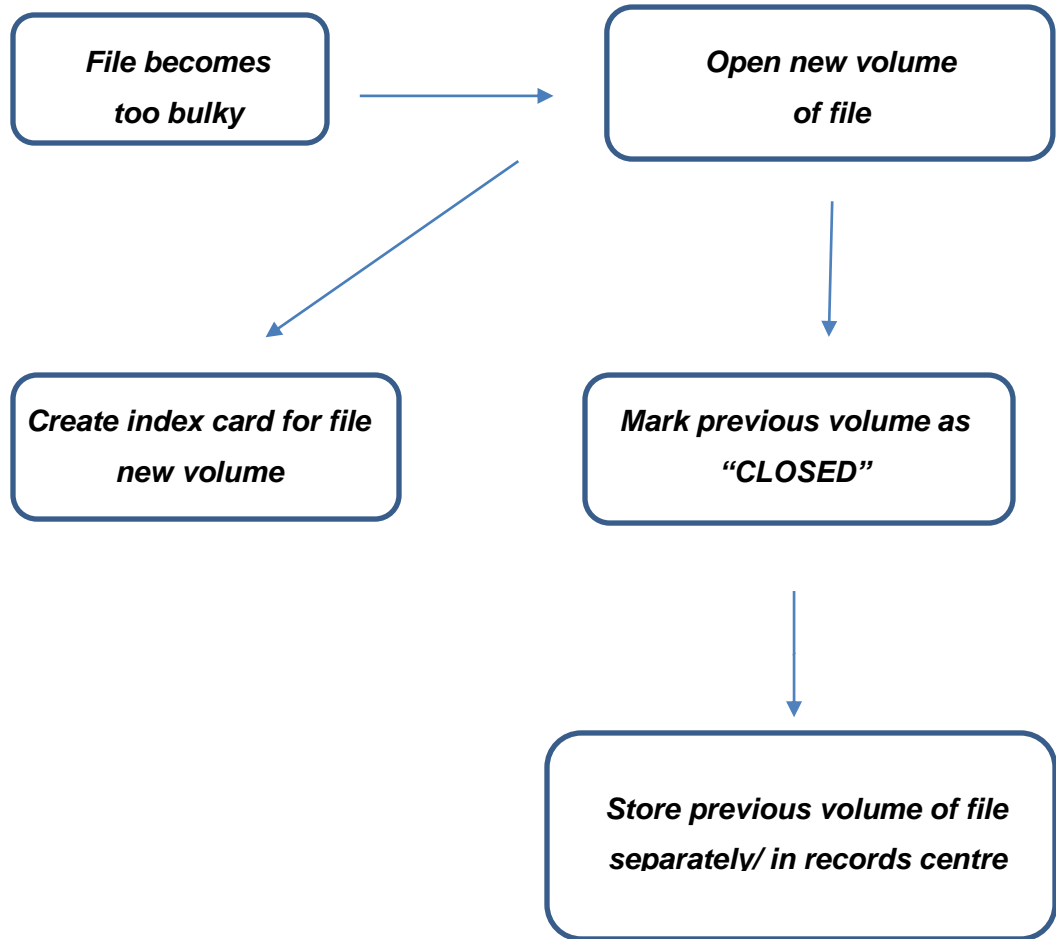 File becomes
too bulky
Open new volume
of file
Create index card for file
new volume
Mark previous volume as
“CLOSED”
Store previous volume of file
separately/ in records centre